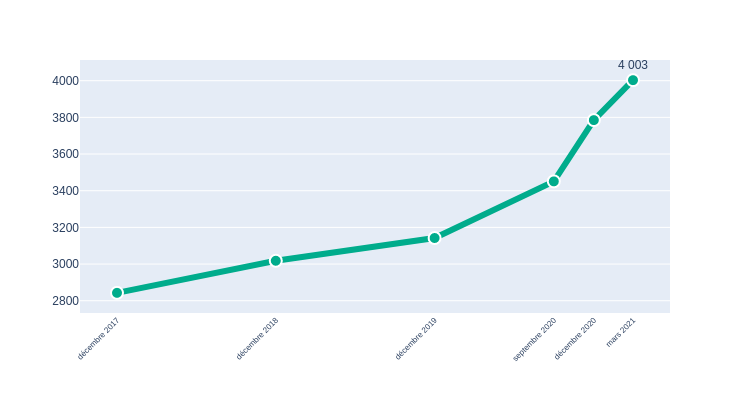 4 003
4000
3800
3600
3400
3200
3000
2800
décembre 2017
décembre 2018
décembre 2019
septembre 2020
décembre 2020
mars 2021